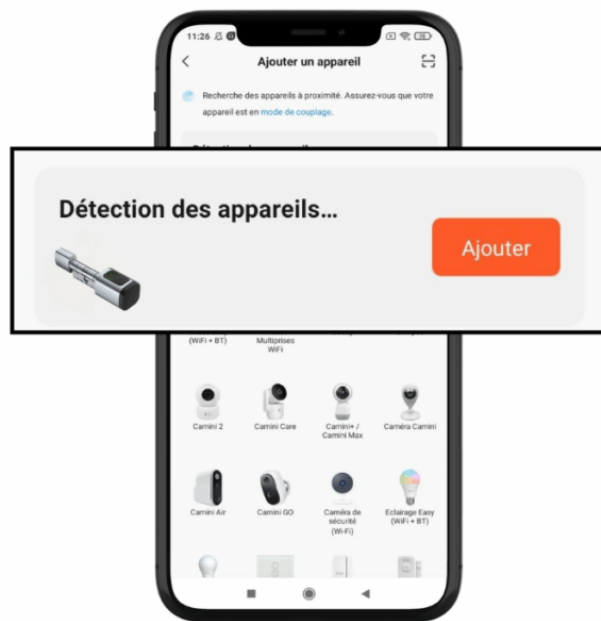 11:26
Ajouter un appareil
Recherche des appareils à proximité. Assurez-vous que votre
appareil est en mode de couplage.
Détection des appareils...
Ajouter
(WiFi + BT)
Multiprises
WiFi
Camini 2
Camini Care
Camini+ /
Camini Max
Caméra Camini
Camini Air
Camini GO
Caméra de
sécurité
(Wi-Fi)
Eclairage Easy
(WiFi + BT)